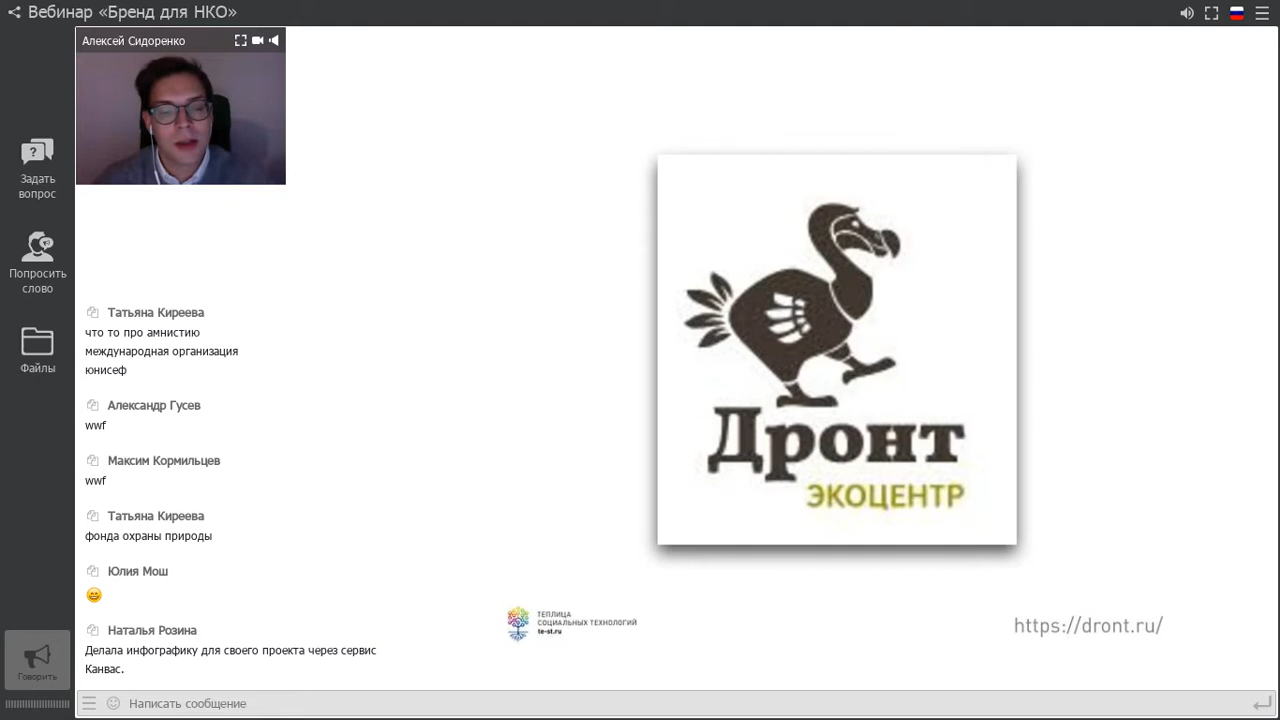 Вебинар «Бренд для НКО»
Алексей Сидоренко
Задать
вопрос
Попросить
слово
Файлы
Говорить
Татьяна Киреева
что то про амнистию
международная организация
юнисеф
Александр Гусев
wwf
Максим Кормильцев
wwf
Татьяна Киреева
фонда охраны природы
Юлия Мош
Наталья Розина
Делала инфографику для своего проекта через сервис
Канвас.
Написать сообщение
Дронт
ЭКОЦЕНТР
ТЕПЛИЦА
СОЦИАЛЬНЫХ ТЕХНОЛОГИЙ
te-st.ru
https://dront.ru/